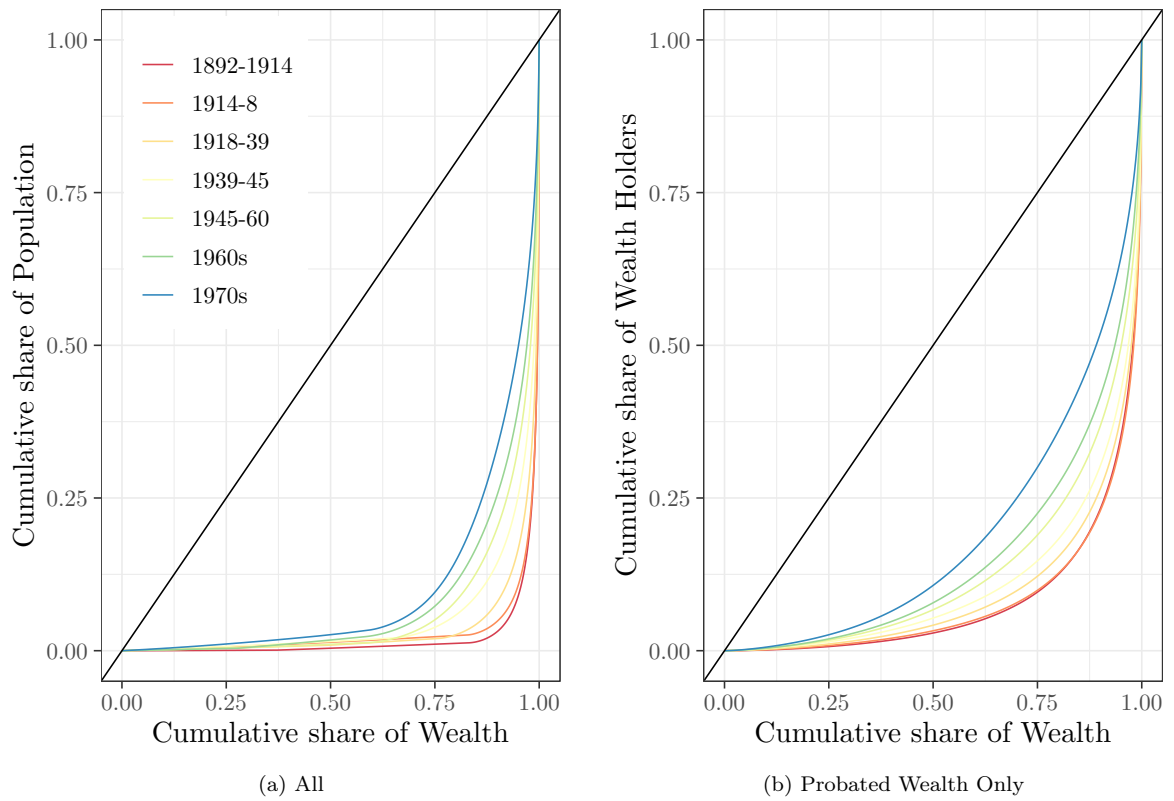 Cumulative share of Population
1.00
0.75
0.50
0.25
0.00
1892-1914
1914-8
1918-39
1939-45
1945-60
1960s
1970s
0.00 0.25 0.50 0.75 1.00
Cumulative share of Wealth
(a) All
Cumulative share of Wealth Holders
1.00
0.75
0.50
0.25
0.00
0.00 0.25 0.50 0.75 1.00
Cumulative share of Wealth
(b) Probated Wealth Only